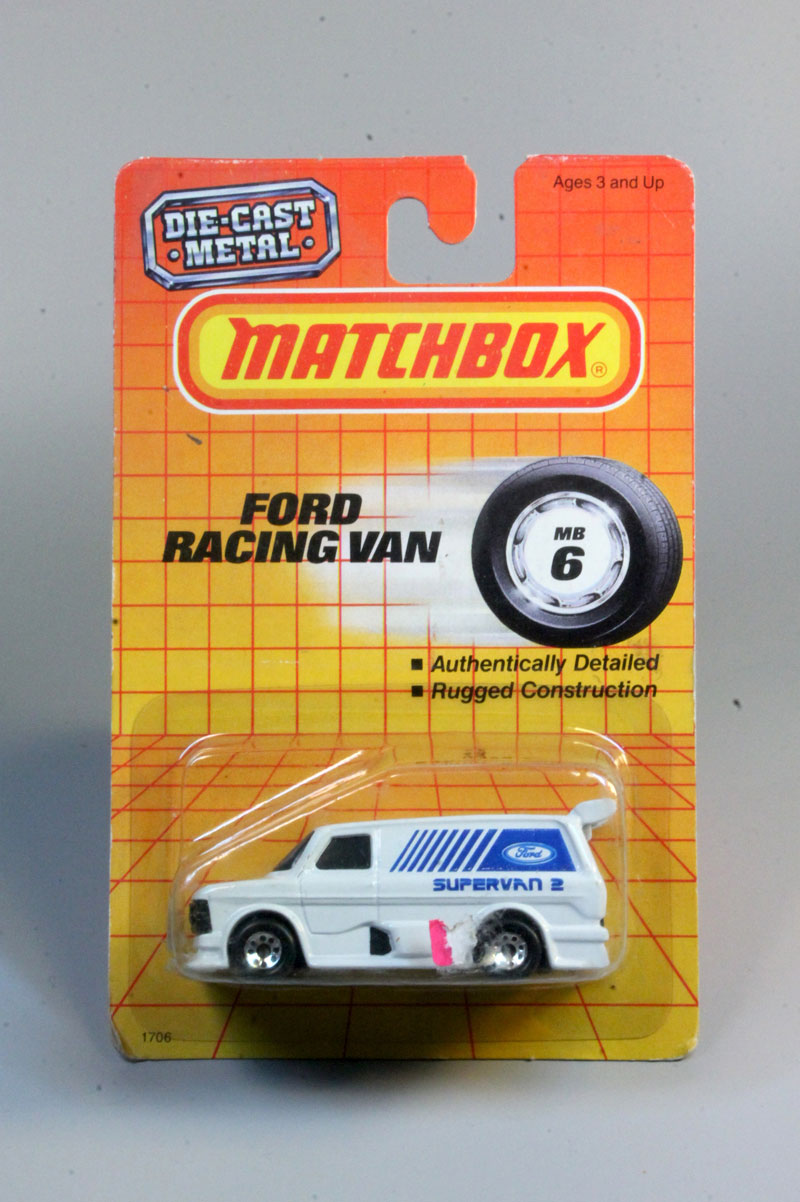 Ages 3 and Up
DIE-CAST
• METAL •
MATCHBOX®
FORD
RACING VAN
MB
6
■ Authentically Detailed
■ Rugged Construction
Ford
SUPERVAN 2
1706